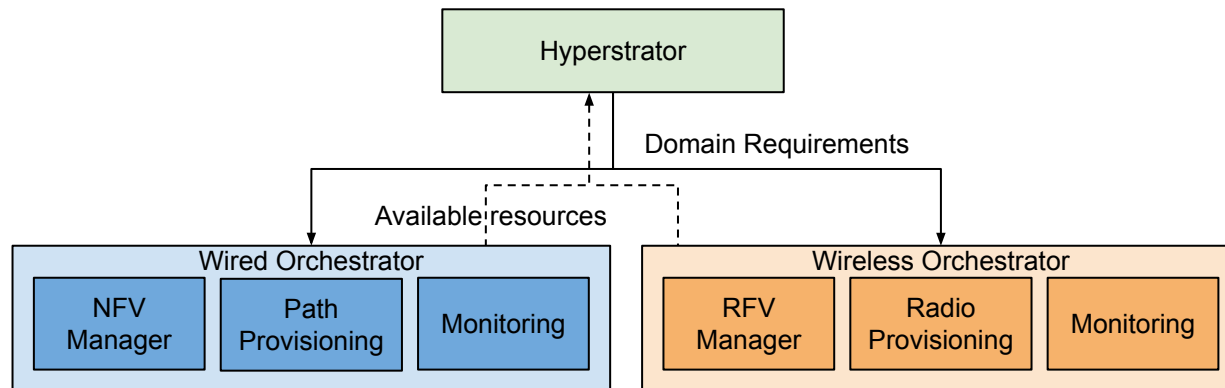 Hyperstrator
Domain Requirements
Available resources
Wired Orchestrator
NFV
Manager
Path
Provisioning
Monitoring
Wireless Orchestrator
RFV
Manager
Radio
Provisioning
Monitoring